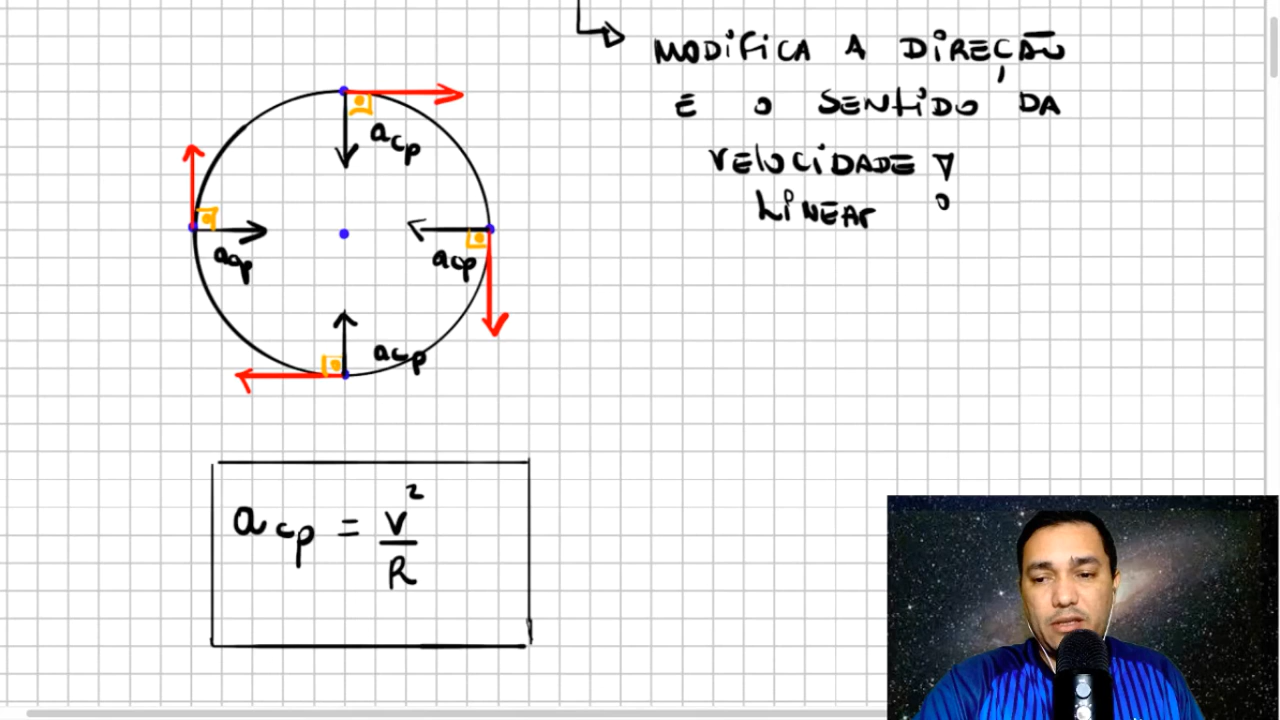 MODIFICA A DIREÇÃO
E O SENTIDO DA
VELOCIDADE
LINEAR
acp
acp
acp
acp
acp = v²/R